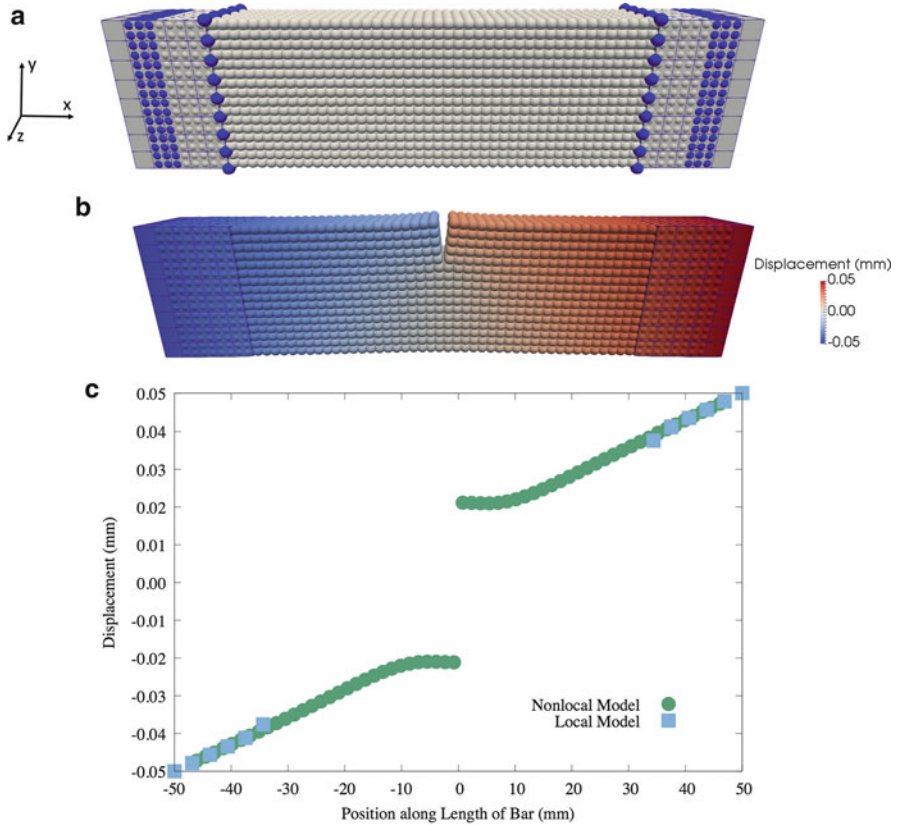 a
y
x
z
b
Displacement (mm)
0.05
0.00
-0.05
c
0.05
0.04
0.03
0.02
0.01
0.00
-0.01
-0.02
-0.03
-0.04
-0.05
Displacement (mm)
Nonlocal Model
Local Model
-50 -40 -30 -20 -10 0 10 20 30 40 50
Position along Length of Bar (mm)